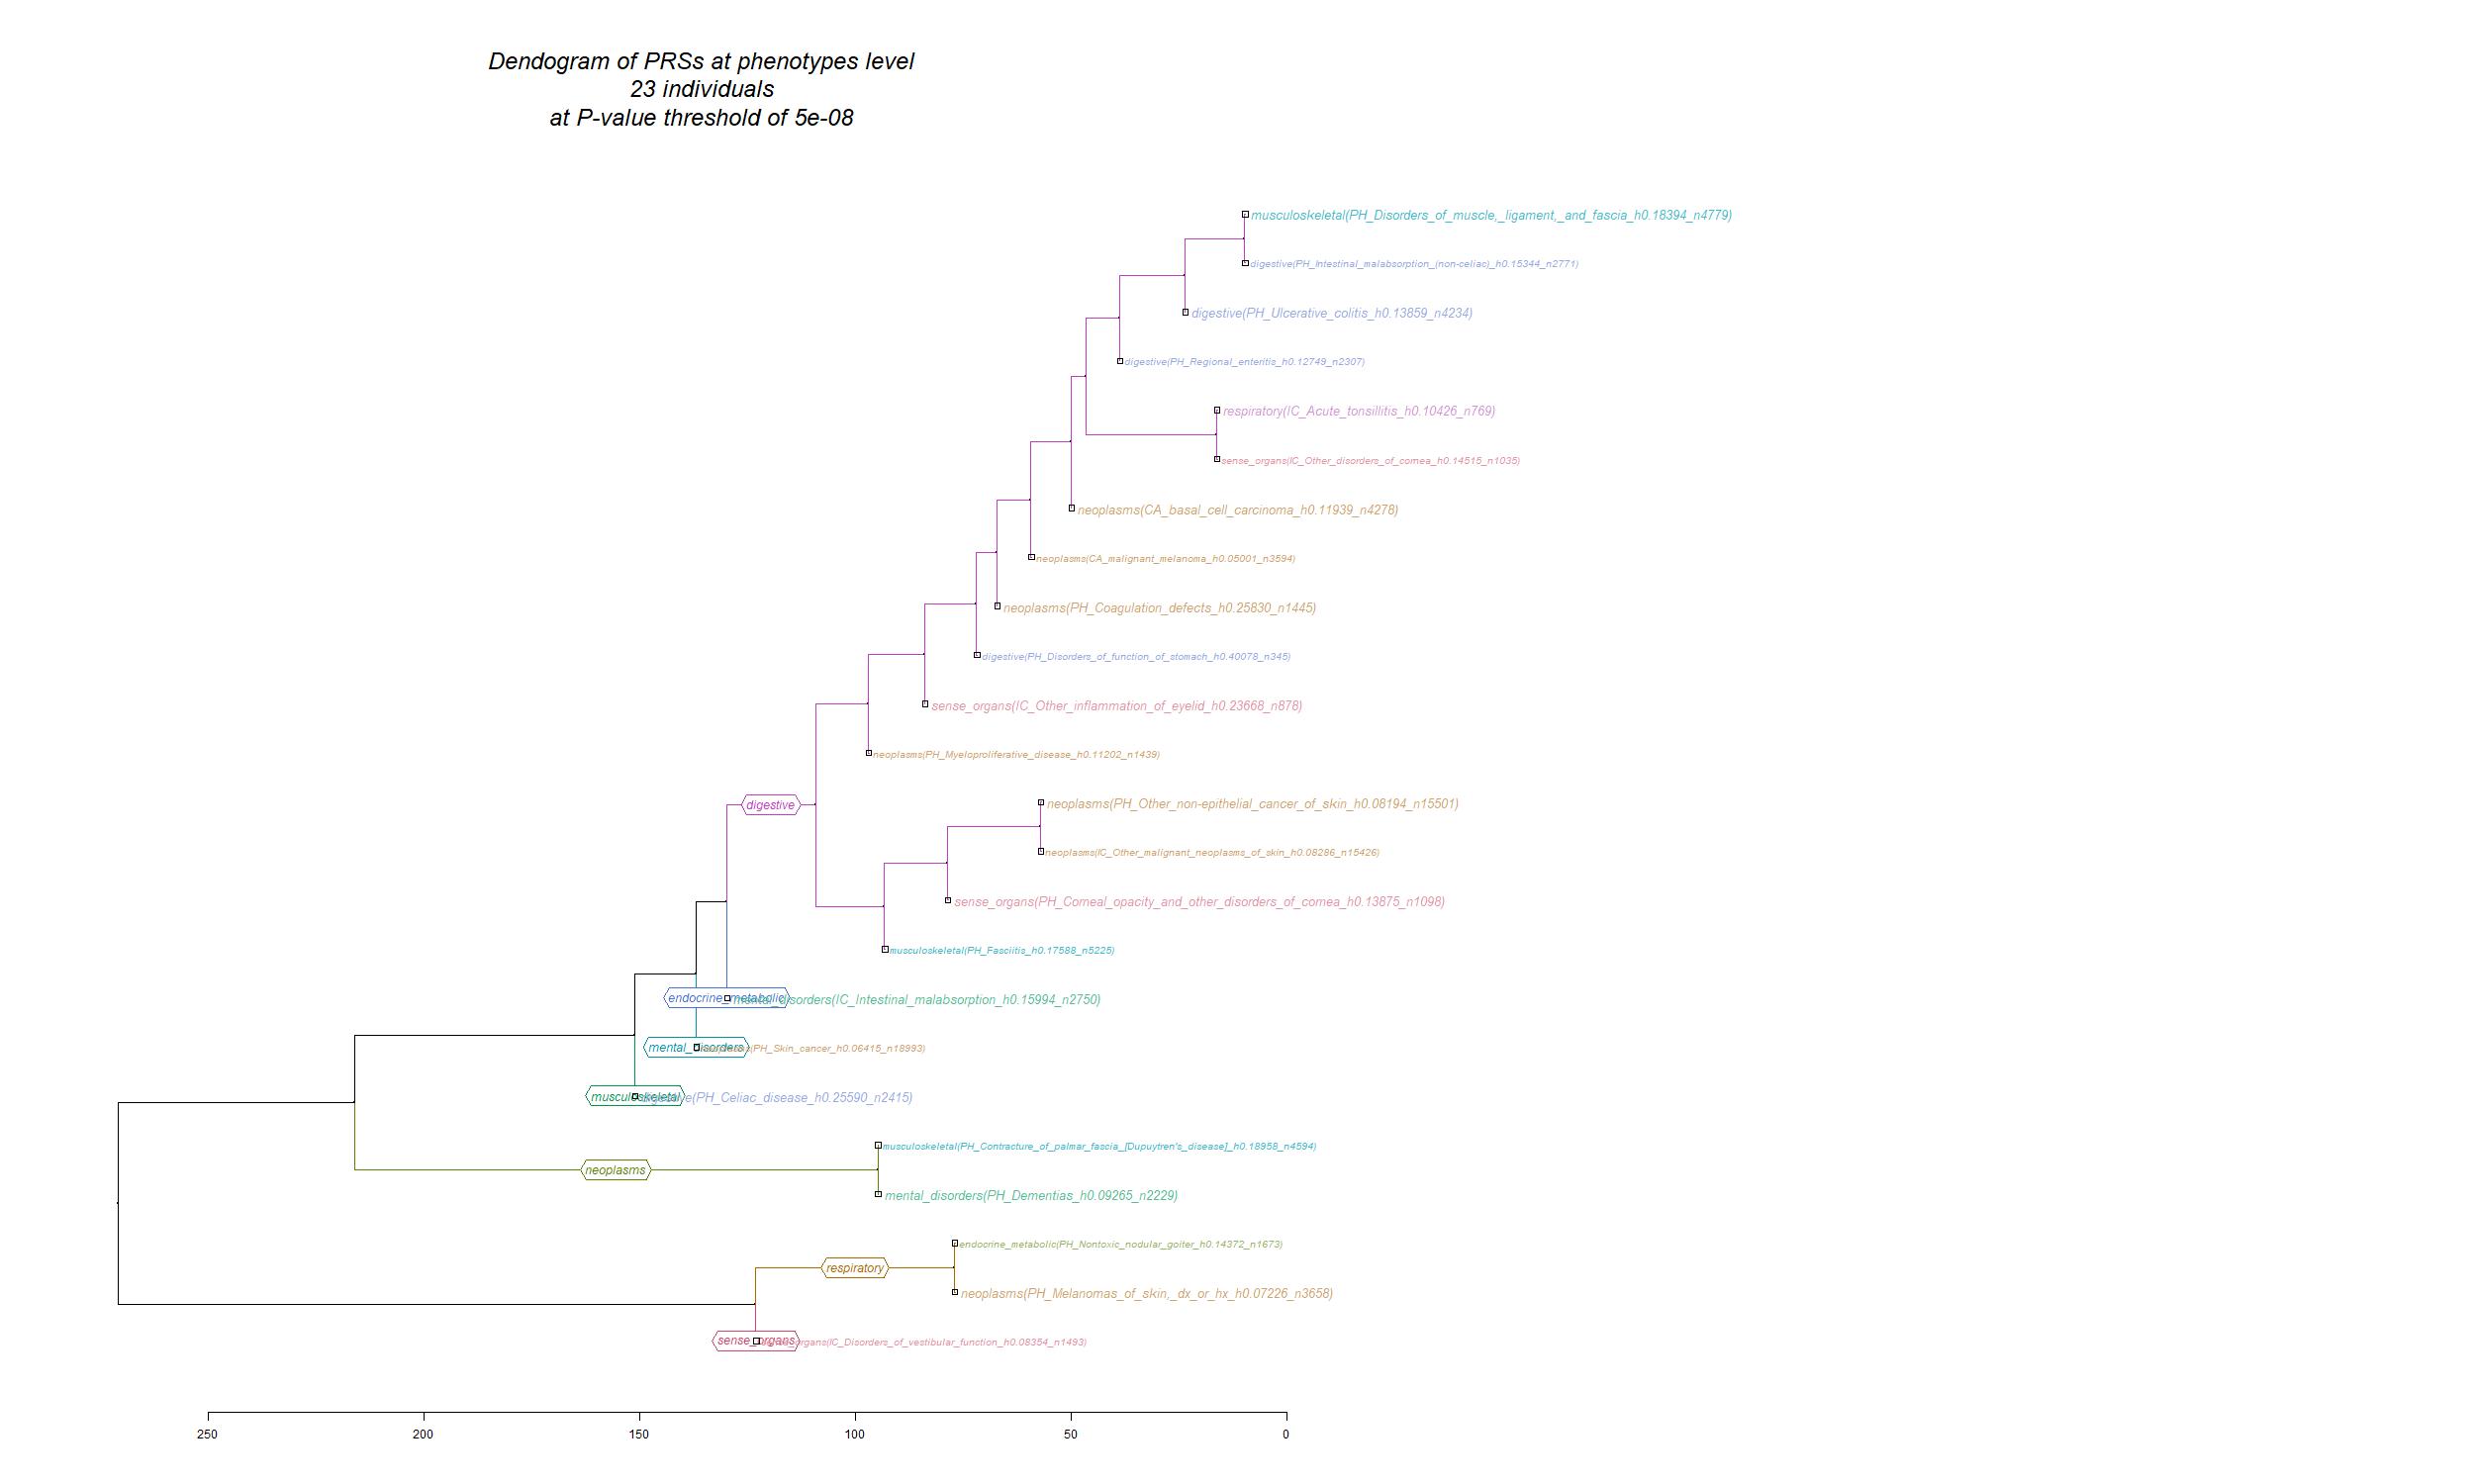 Dendogram of PRSs at phenotypes level
23 individuals
at P-value threshold of 5e-08
musculoskeletal(PH_Disorders_of_muscle,_ligament,_and_fascia_h0.18394_n4779)
digestive(PH_Intestinal_malabsorption_(non-celiac)_h0.15344_n2771)
digestive(PH_Ulcerative_colitis_h0.13859_n4234)
digestive(PH_Regional_enteritis_h0.12749_n2307)
respiratory(IC_Acute_tonsillitis_h0.10426_n769)
sense_organs(IC_Other_disorders_of_cornea_h0.14515_n1035)
neoplasms(CA_basal_cell_carcinoma_h0.11939_n4278)
neoplasms(CA_malignant_melanoma_h0.05001_n3594)
neoplasms(PH_Coagulation_defects_h0.25830_n1445)
digestive(PH_Disorders_of_function_of_stomach_h0.40078_n345)
sense_organs(IC_Other_inflammation_of_eyelid_h0.23668_n878)
neoplasms(PH_Myeloproliferative_disease_h0.11202_n1439)
digestive
neoplasms(PH_Other_non-epithelial_cancer_of_skin_h0.08194_n15501)
neoplasms(IC_Other_malignant_neoplasms_of_skin_h0.08286_n15426)
sense_organs(PH_Corneal_opacity_and_other_disorders_of_cornea_h0.13875_n1098)
musculoskeletal(PH_Fasciitis_h0.17588_n5225)
endocrine_metabolic mental_disorders(IC_Intestinal_malabsorption_h0.15994_n2750)
mental_disorders (PH_Skin_cancer_h0.06415_n18993)
musculoskeletal digestive(PH_Celiac_disease_h0.25590_n2415)
musculoskeletal(PH_Contracture_of_palmar_fascia_[Dupuytren's_disease]_h0.18958_n4594)
neoplasms
mental_disorders(PH_Dementias_h0.09265_n2229)
endocrine_metabolic(PH_Nontoxic_nodular_goiter_h0.14372_n1673)
respiratory
neoplasms(PH_Melanomas_of_skin,_dx_or_hx_h0.07226_n3658)
sense_organs sense_organs(IC_Disorders_of_vestibular_function_h0.08354_n1493)
250 200 150 100 50 0